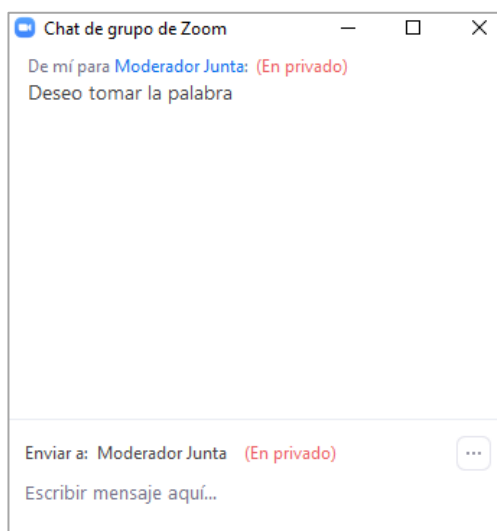 Chat de grupo de Zoom
De mí para Moderador Junta: (En privado)
Deseo tomar la palabra
Enviar a: Moderador Junta (En privado)
...
Escribir mensaje aquí...